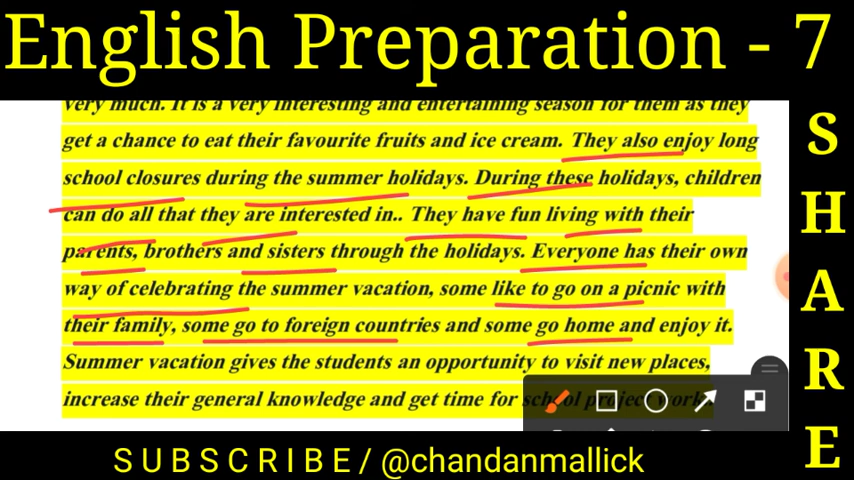 English Preparation - 7
very much. It is a very interesting and entertaining season for them as they
get a chance to eat their favourite fruits and ice cream. They also enjoy long
school closures during the summer holidays. During these holidays, children
can do all that they are interested in.. They have fun living with their
parents, brothers and sisters through the holidays. Everyone has their own
way of celebrating the summer vacation, some like to go on a picnic with
their family, some go to foreign countries and some go home and enjoy it.
Summer vacation gives the students an opportunity to visit new places,
increase their general knowledge and get time for school project work.
SHARE
SUBSCRIBE/ @chandanmallick